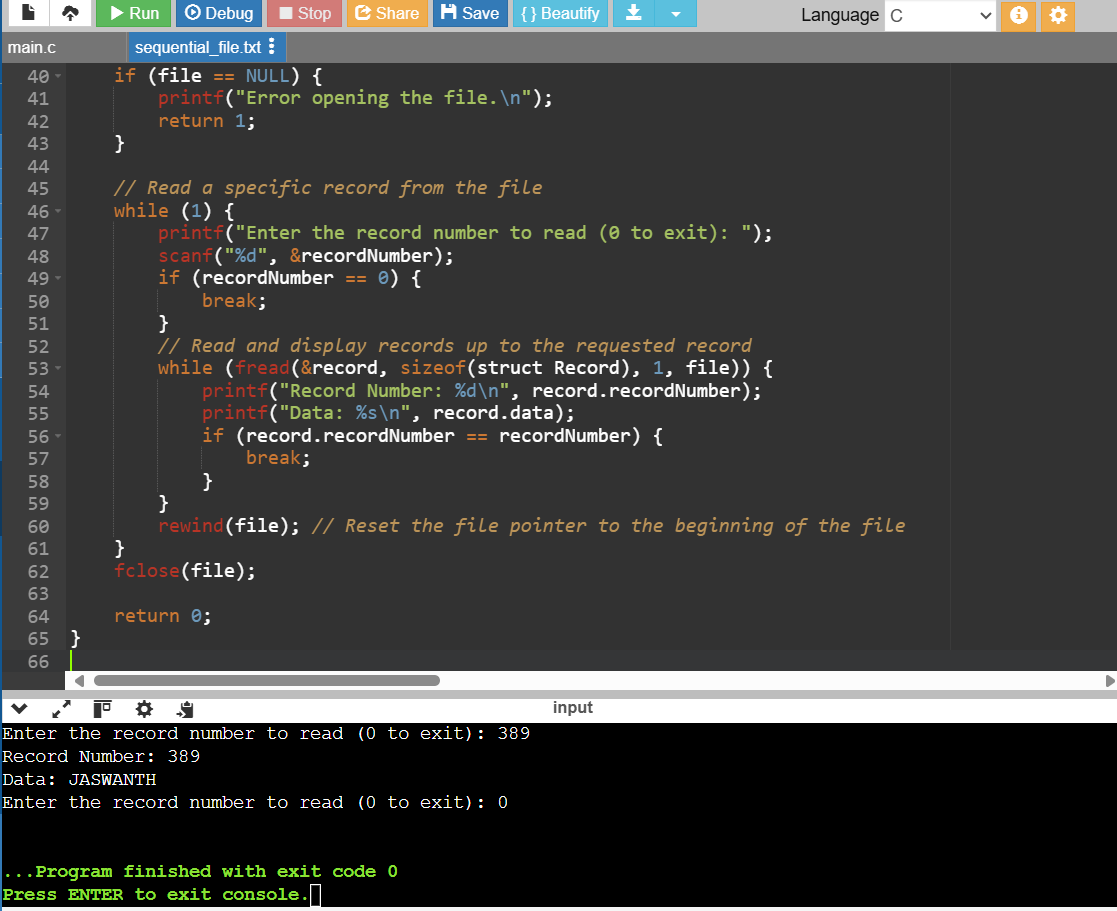 Run Debug Stop Share Save { } Beautify Language C
main.c sequential_file.txt
40 if (file == NULL) {
41 printf("Error opening the file.\n");
42 return 1;
43 }
44
45 // Read a specific record from the file
46 while (1) {
47 printf("Enter the record number to read (0 to exit): ");
48 scanf("%d", &recordNumber);
49 if (recordNumber == 0) {
50 break;
51 }
52 // Read and display records up to the requested record
53 while (fread(&record, sizeof(struct Record), 1, file)) {
54 printf("Record Number: %d\n", record.recordNumber);
55 printf("Data: %s\n", record.data);
56 if (record.recordNumber == recordNumber) {
57 break;
58 }
59 }
60 rewind(file); // Reset the file pointer to the beginning of the file
61 }
62 fclose(file);
63
64 return 0;
65 }
66
input
Enter the record number to read (0 to exit): 389
Record Number: 389
Data: JASWANTH
Enter the record number to read (0 to exit): 0
...Program finished with exit code 0
Press ENTER to exit console.